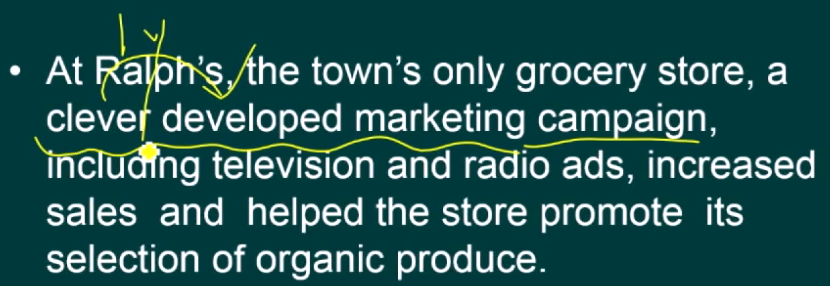 • At Ralph's, the town's only grocery store, a
clever developed marketing campaign,
including television and radio ads, increased
sales and helped the store promote its
selection of organic produce.